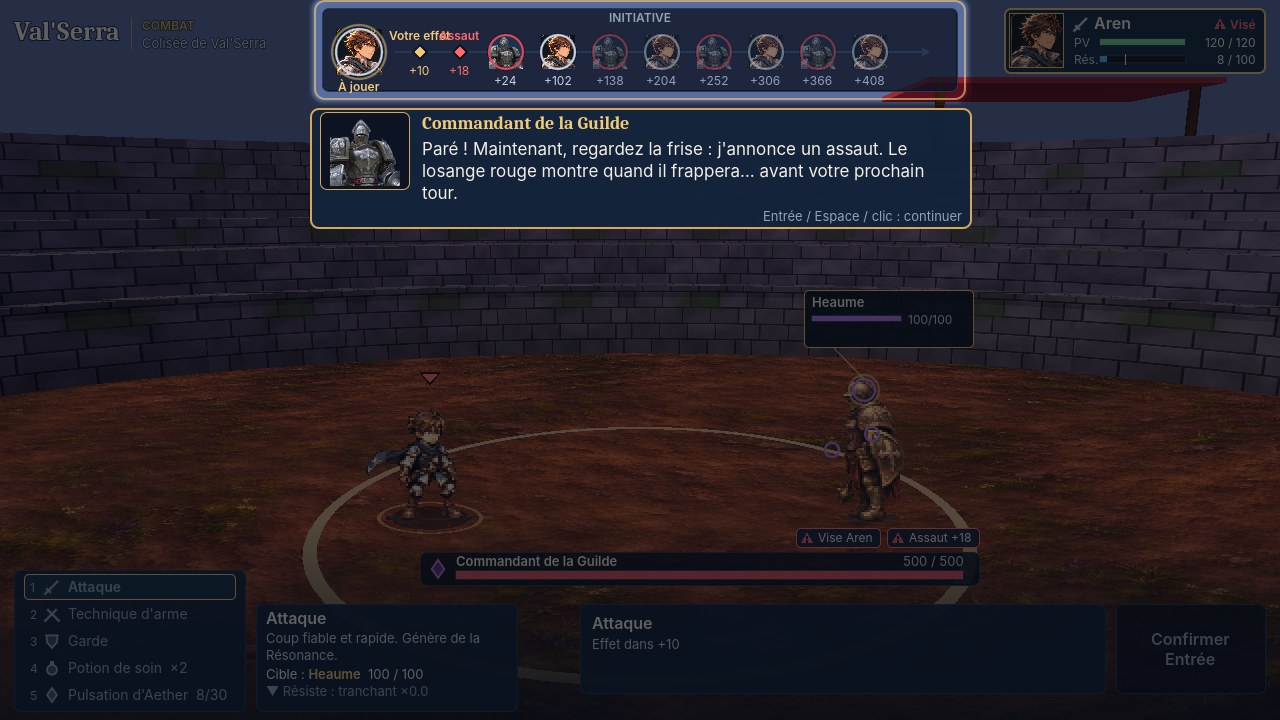 Val'Serra
COMBAT
Colisée de Val'Serra
INITIATIVE
Votre effet
Assaut
+10
+18
+24
+102
+138
+204
+252
+306
+366
+408
À jouer
Aren
Visé
PV
120 / 120
Rés.
8 / 100
Commandant de la Guilde
Paré ! Maintenant, regardez la frise : j'annonce un assaut. Le
losange rouge montre quand il frappera... avant votre prochain
tour.
Entrée / Espace / clic : continuer
Heaume
100/100
Vise Aren
Assaut +18
Commandant de la Guilde
500 / 500
1 Attaque
2 Technique d'arme
3 Garde
4 Potion de soin ×2
5 Pulsation d'Aether 8/30
Attaque
Coup fiable et rapide. Génère de la
Résonance.
Cible : Heaume 100 / 100
▼ Résiste : tranchant ×0.0
Attaque
Effet dans +10
Confirmer
Entrée